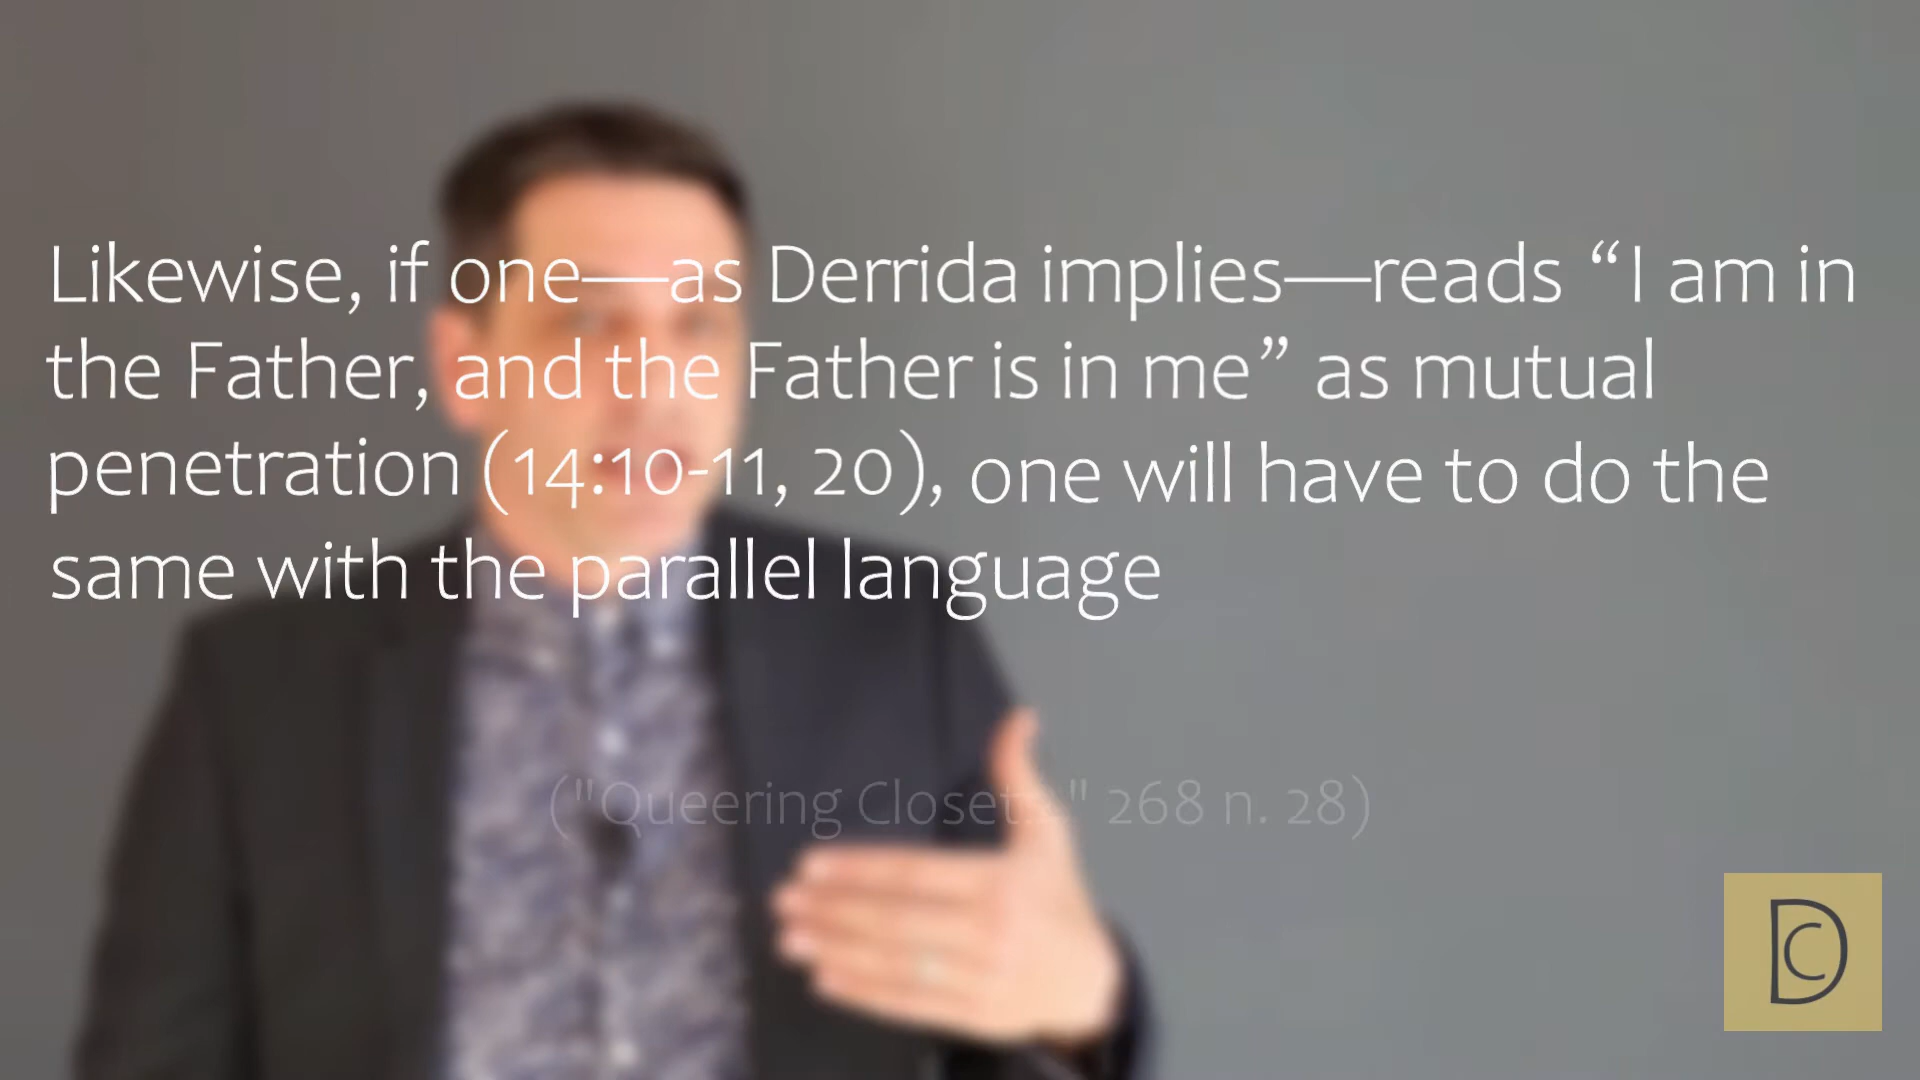 Likewise, if one—as Derrida implies—reads “I am in
the Father, and the Father is in me” as mutual
penetration (14:10-11, 20), one will have to do the
same with the parallel language
("Queering Closets" 268 n. 28)
DC